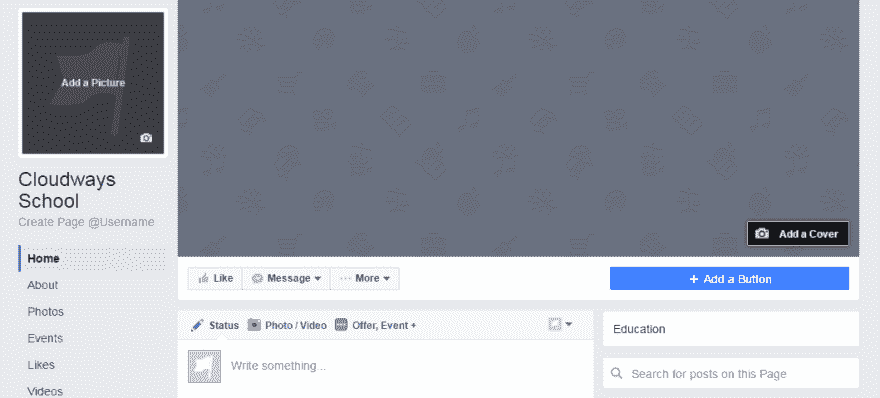 Add a Picture
Cloudways
School
Create Page @Username
Home
About
Photos
Events
Likes
Videos
Add a Cover
Like
Message
More
+ Add a Button
Status
Photo / Video
Offer, Event +
Write something...
Education
Search for posts on this Page